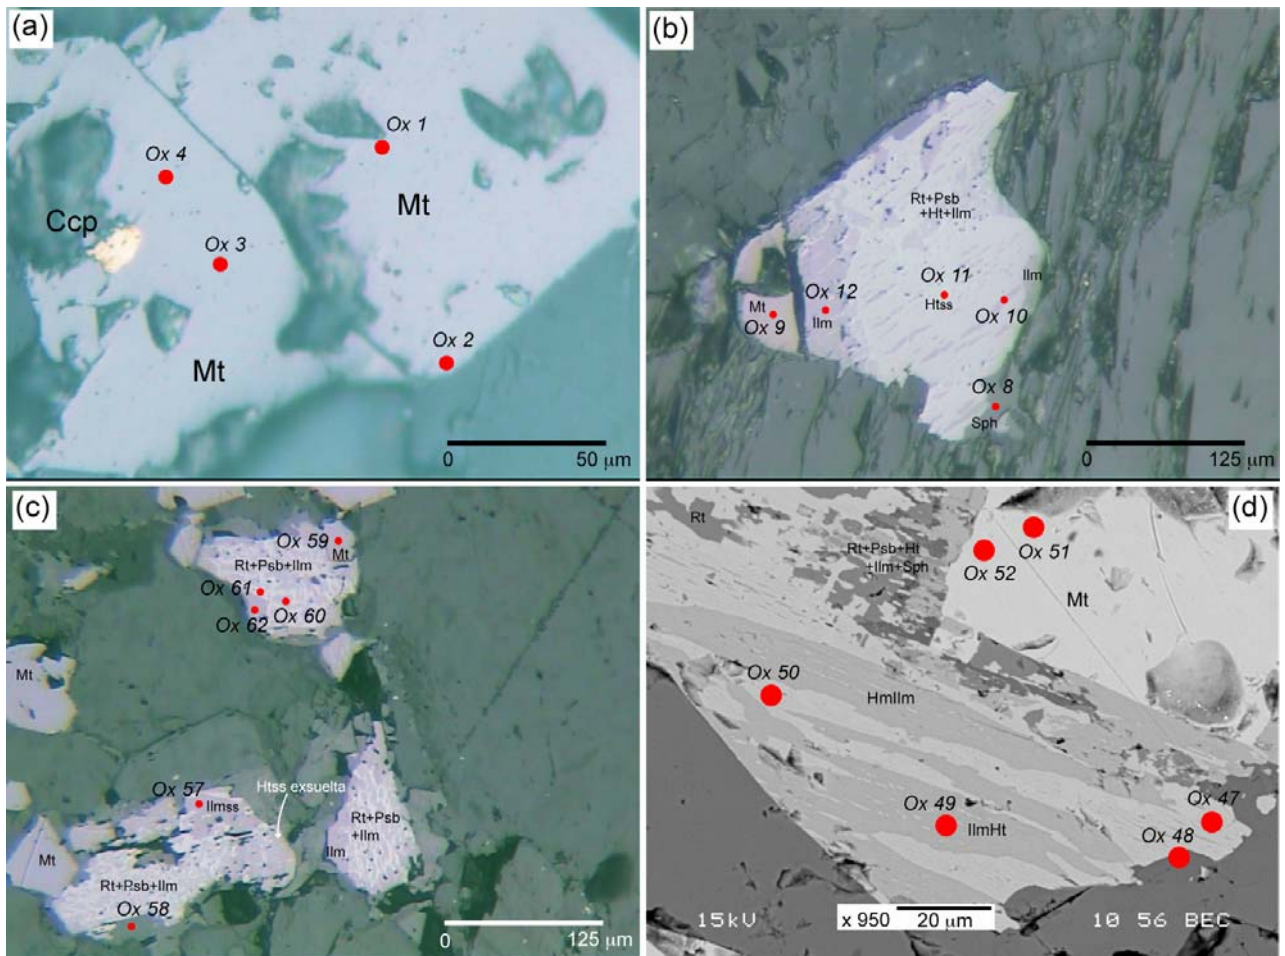 (a)
Ox 1
Ox 4
Mt
Ccp
Ox 3
Ox 2
Mt
0 50 μm
(b)
Rt+Psb
+Ht+Ilm
Ilm
Ox 11
Ox 12
Mt
Htss
Ox 10
Ox 9
Ilm
Ox 8
Sph
0 125 μm
(c)
Ox 59
Mt
Rt+Psb+Ilm
Ox 61
Ox 60
Ox 62
Mt
Ox 57
Htss exsuelta
Ilmss
Rt+Psb
+Ilm
Mt
Ilm
Rt+Psb+Ilm
Ox 58
0 125 μm
(d)
Rt
Rt+Psb+Ht
+Ilm+Sph
Ox 51
Ox 52
Mt
Ox 50
HmIlm
Ox 49
Ox 47
IlmHt
Ox 48
15kV x 950 20 μm 10 56 BEC